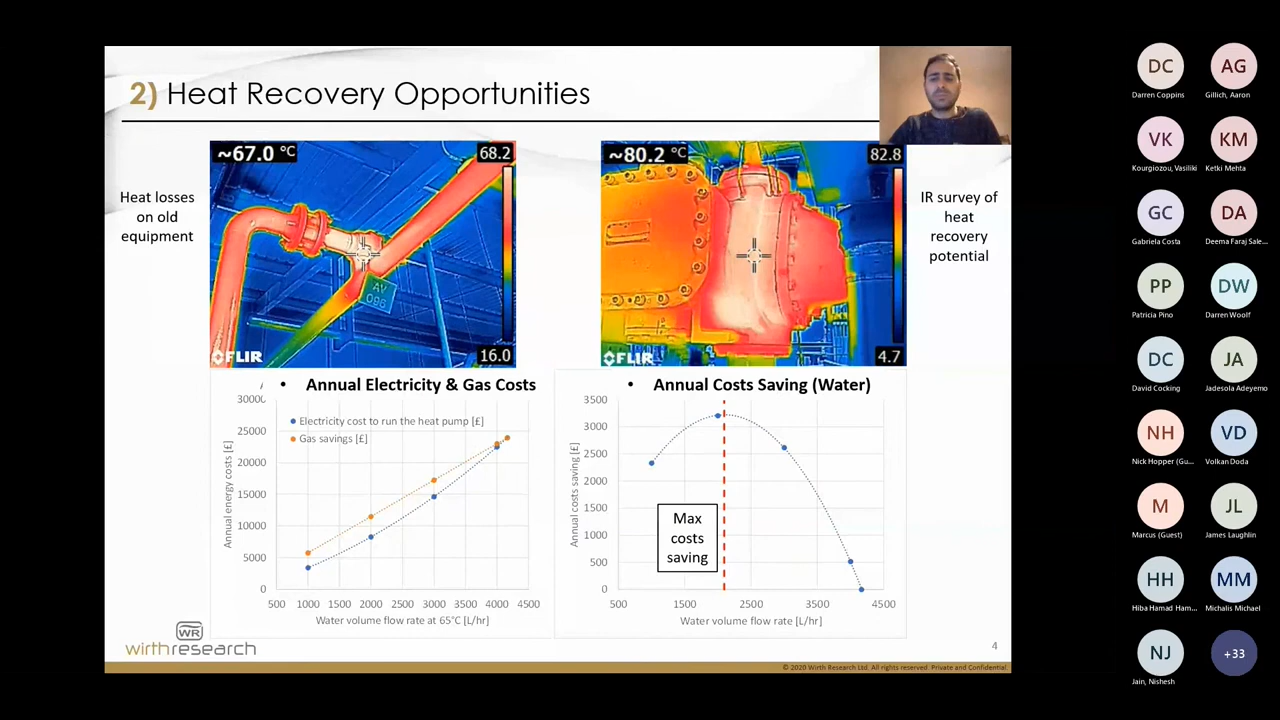 2) Heat Recovery Opportunities
Heat losses
on old
equipment
~67.0 °C
68.2
AV
096
16.0
FLIR
~80.2 °C
82.8
4.7
FLIR
IR survey of
heat
recovery
potential
• Annual Electricity & Gas Costs
Electricity cost to run the heat pump [£]
Gas savings [£]
Annual energy costs [£]
30000
25000
20000
15000
10000
5000
0
500 1000 1500 2000 2500 3000 3500 4000 4500
Water volume flow rate at 65°C [L/hr]
• Annual Costs Saving (Water)
Annual costs saving [£]
3500
3000
2500
2000
1500
1000
500
0
Max
costs
saving
500 1500 2500 3500 4500
Water volume flow rate [L/hr]
WR
wirthresearch
4
© 2020 Wirth Research Ltd. All rights reserved. Private and Confidential.
DC AG
Darren Coppins Gillich, Aaron
VK KM
Kourgiozou, Vasiliki Ketki Mehta
GC DA
Gabriela Costa Deema Faraj Sale...
PP DW
Patricia Pino Darren Woolf
DC JA
David Cocking Jadesola Adeyemo
NH VD
Nick Hopper (Gu... Volkan Doda
M JL
Marcus (Guest) James Laughlin
HH MM
Hiba Hamad Ham... Michalis Michael
NJ +33
Jain, Nishesh